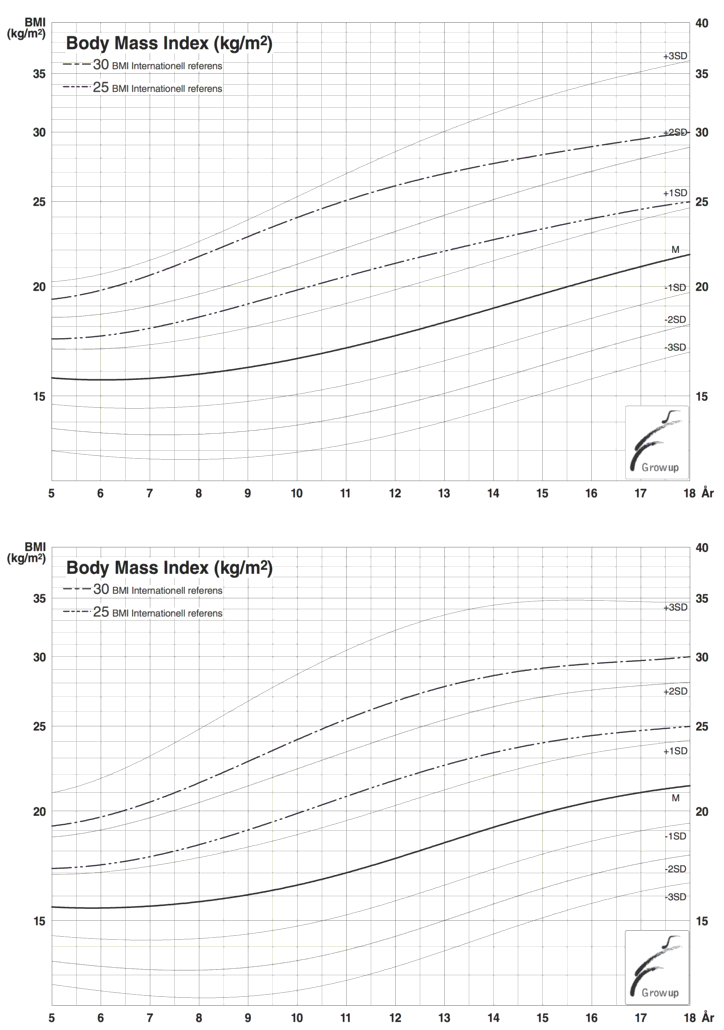 BMI
(kg/m²)
Body Mass Index (kg/m²)
30 BMI Internationell referens
25 BMI Internationell referens
40
35
30
25
20
15
40
35
30
25
20
15
+3SD
+2SD
+1SD
M
-1SD
-2SD
-3SD
Growup
5 6 7 8 9 10 11 12 13 14 15 16 17 18 År
BMI
(kg/m²)
Body Mass Index (kg/m²)
30 BMI Internationell referens
25 BMI Internationell referens
35
30
25
20
15
40
35
30
25
20
15
+3SD
+2SD
+1SD
M
-1SD
-2SD
-3SD
Growup
5 6 7 8 9 10 11 12 13 14 15 16 17 18 År